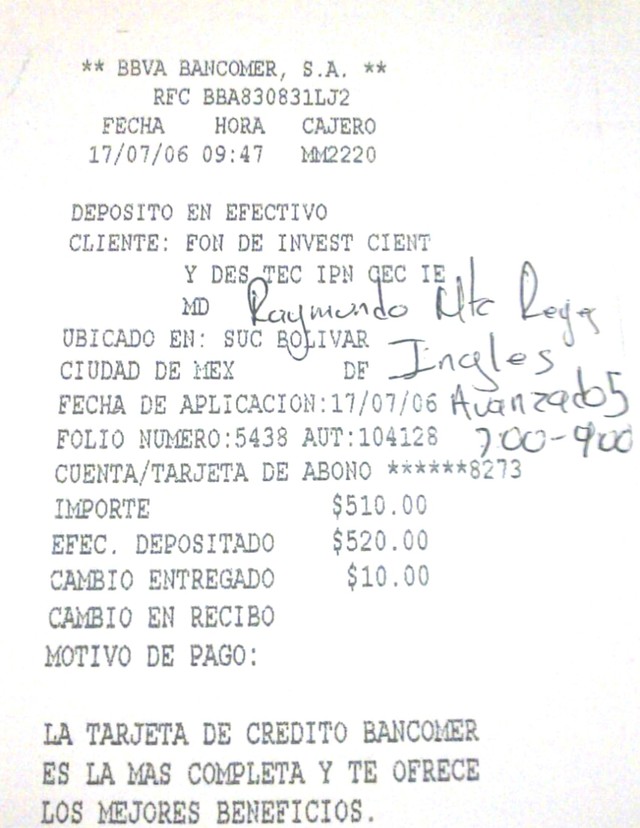 ** BBVA BANCOMER, S.A. **
RFC BBA830831LJ2
FECHA HORA CAJERO
17/07/06 09:47 MM2220
DEPOSITO EN EFECTIVO
CLIENTE: FON DE INVEST CIENT
Y DES TEC IPN CEC IE
MD Raymundo Mtz Reyes
UBICADO EN: SUC BOLIVAR
CIUDAD DE MEX DF Ingles
FECHA DE APLICACION:17/07/06 Avanzado5
FOLIO NUMERO:5438 AUT:104128 7:00-9:00
CUENTA/TARJETA DE ABONO ******8273
IMPORTE $510.00
EFEC. DEPOSITADO $520.00
CAMBIO ENTREGADO $10.00
CAMBIO EN RECIBO
MOTIVO DE PAGO:
LA TARJETA DE CREDITO BANCOMER
ES LA MAS COMPLETA Y TE OFRECE
LOS MEJORES BENEFICIOS.